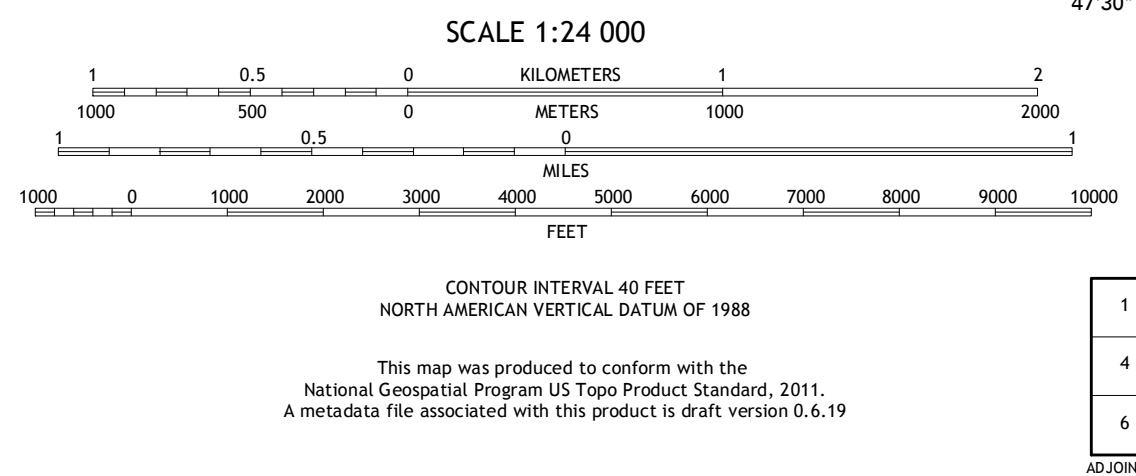 47'30"
SCALE 1:24 000
1 0.5 0 KILOMETERS 1 2
1000 500 0 METERS 1000 2000
1 0.5 0 1
MILES
1000 0 1000 2000 3000 4000 5000 6000 7000 8000 9000 10000
FEET
CONTOUR INTERVAL 40 FEET
NORTH AMERICAN VERTICAL DATUM OF 1988
This map was produced to conform with the
National Geospatial Program US Topo Product Standard, 2011.
A metadata file associated with this product is draft version 0.6.19
1
4
6
ADJOIN